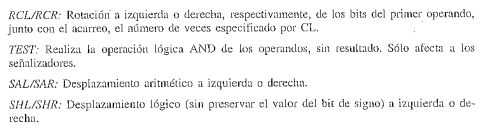 RCL/RCR: Rotación a izquierda o derecha, respectivamente, de los bits del primer operando,
junto con el acarreo, el número de veces especificado por CL.
TEST: Realiza la operación lógica AND de los operandos, sin resultado. Sólo afecta a los
señalizadores.
SAL/SAR: Desplazamiento aritmético a izquierda o derecha.
SHL/SHR: Desplazamiento lógico (sin preservar el valor del bit de signo) a izquierda o de-
recha.